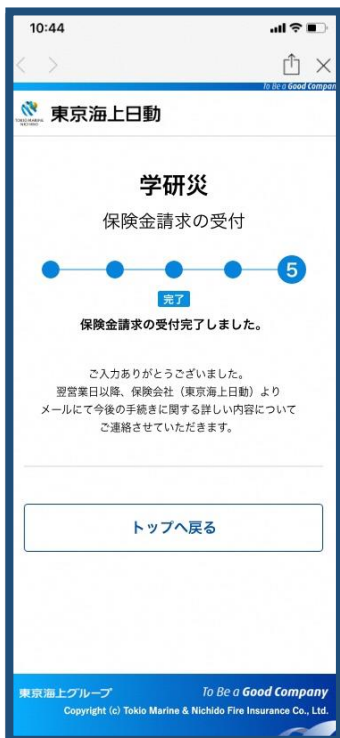 10:44
To Be a Good Compan
東京海上日動
学研災
保険金請求の受付
5
完了
保険金請求の受付完了しました。
ご入力ありがとうございました。
翌営業日以降、保険会社（東京海上日動）より
メールにて今後の手続きに関する詳しい内容について
ご連絡させていただきます。
トップへ戻る
東京海上グループ
To Be a Good Company
Copyright (c) Tokio Marine & Nichido Fire Insurance Co., Ltd.